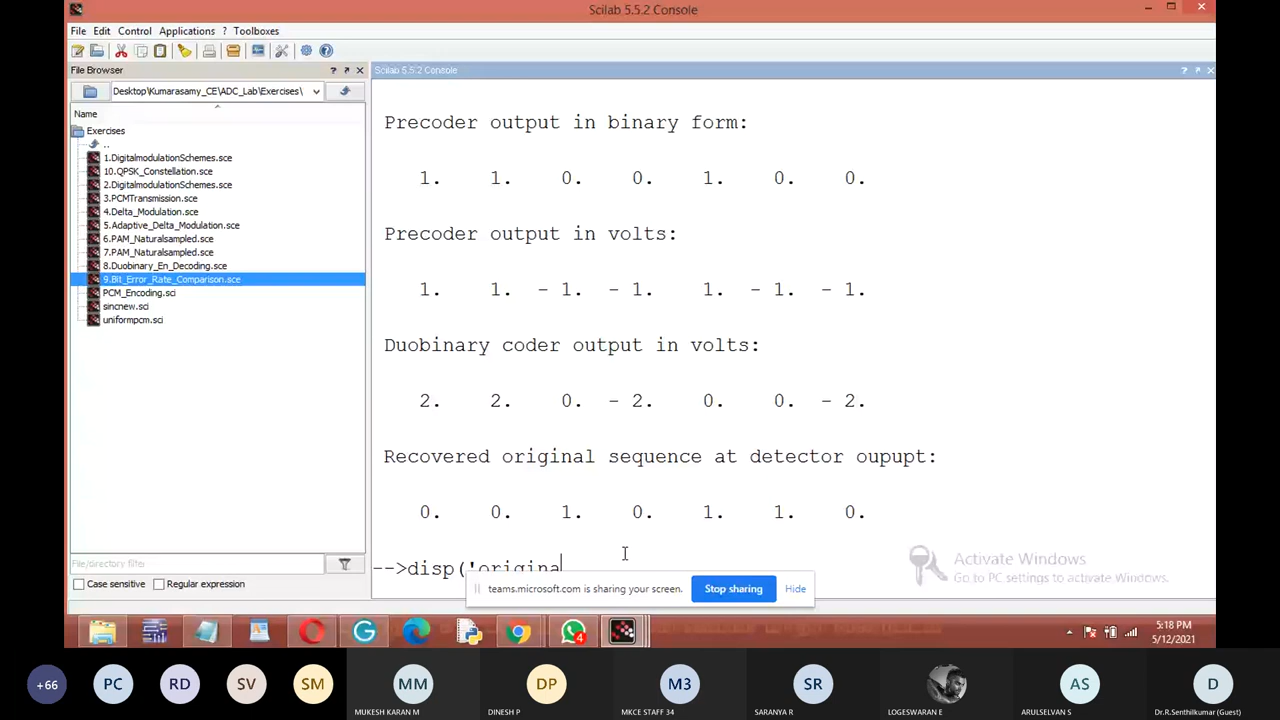 Scilab 5.5.2 Console
File Edit Control Applications ? Toolboxes
File Browser
Scilab 5.5.2 Console
Desktop\Kumarasamy_CE\ADC_Lab\Exercises\
Name
Exercises
..
1.DigitalmodulationSchemes.sce
10.QPSK_Constellation.sce
2.DigitalmodulationSchemes.sce
3.PCMTransmission.sce
4.Delta_Modulation.sce
5.Adaptive_Delta_Modulation.sce
6.PAM_Naturalsampled.sce
7.PAM_Naturalsampled.sce
8.Duobinary_En_Decoding.sce
9.Bit_Error_Rate_Comparison.sce
PCM_Encoding.sci
sincnew.sci
uniformpcm.sci
File/directory filter
Case sensitive Regular expression
Precoder output in binary form:
1. 1. 0. 0. 1. 0. 0.
Precoder output in volts:
1. 1. - 1. - 1. 1. - 1. - 1.
Duobinary coder output in volts:
2. 2. 0. - 2. 0. 0. - 2.
Recovered original sequence at detector oupupt:
0. 0. 1. 0. 1. 1. 0.
-->disp('origina
Activate Windows
Go to PC settings to activate Windows.
teams.microsoft.com is sharing your screen. Stop sharing Hide
4
5:18 PM
5/12/2021
+66 PC RD SV SM MM DP M3 SR AS D
MUKESH KARAN M DINESH P MKCE STAFF 34 SARANYA R LOGESWARAN E ARULSELVAN S Dr.R.Senthilkumar (Guest)